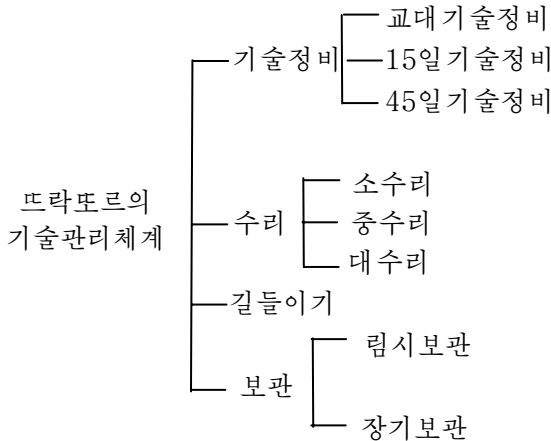 뜨락또르의
기술관리체계
기술정비
교대기술정비
15일기술정비
45일기술정비
수리
소수리
중수리
대수리
길들이기
보관
림시보관
장기보관